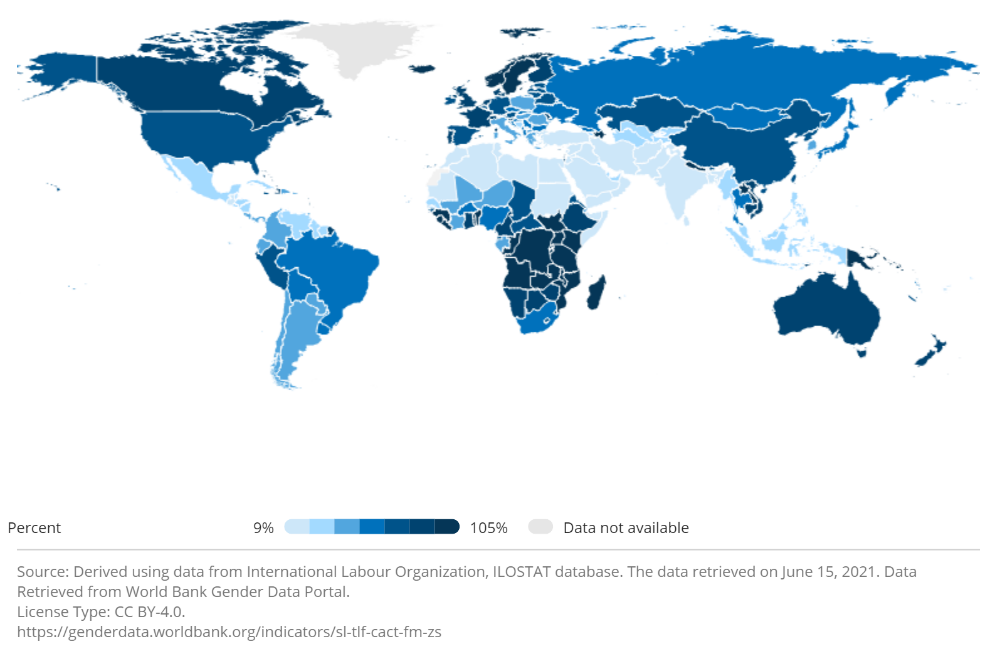 Percent 9% 105% Data not available
Source: Derived using data from International Labour Organization, ILOSTAT database. The data retrieved on June 15, 2021. Data
Retrieved from World Bank Gender Data Portal.
License Type: CC BY-4.0.
https://genderdata.worldbank.org/indicators/sl-tlf-cact-fm-zs